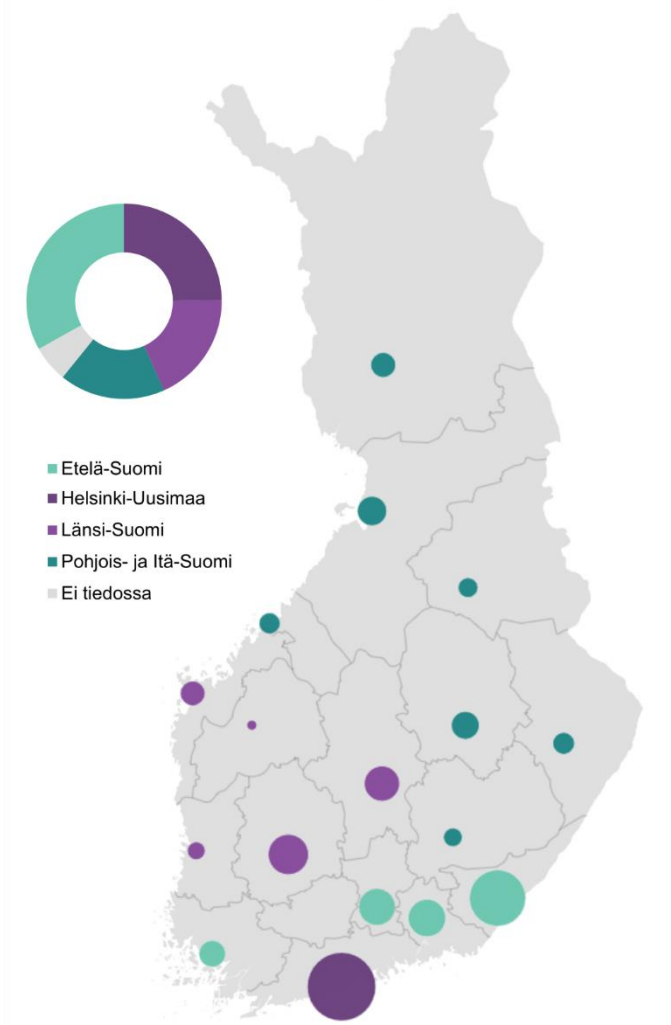 Etelä-Suomi
Helsinki-Uusimaa
Länsi-Suomi
Pohjois- ja Itä-Suomi
Ei tiedossa